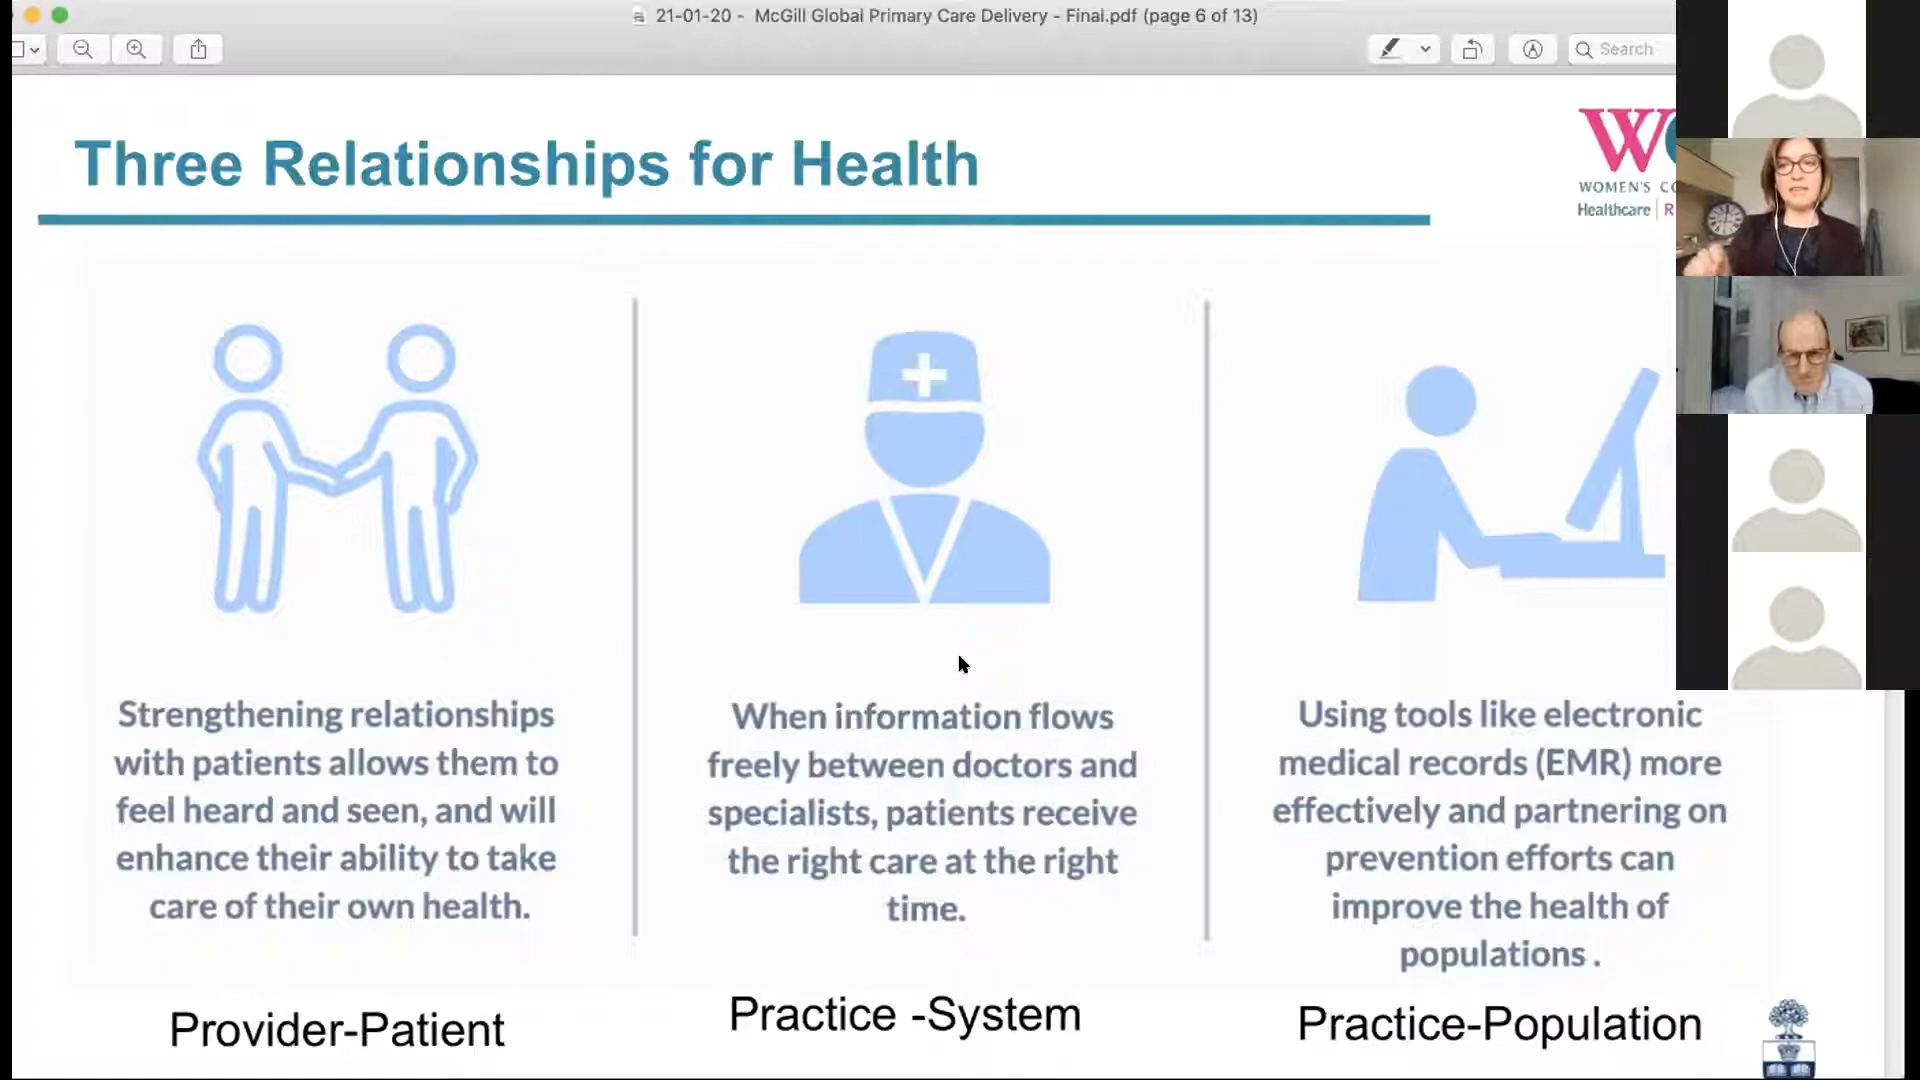 21-01-20 - McGill Global Primary Care Delivery - Final.pdf (page 6 of 13)
Search
Three Relationships for Health
WOMEN'S
Healthcare
Strengthening relationships
with patients allows them to
feel heard and seen, and will
enhance their ability to take
care of their own health.
Provider-Patient
When information flows
freely between doctors and
specialists, patients receive
the right care at the right
time.
Practice -System
Using tools like electronic
medical records (EMR) more
effectively and partnering on
prevention efforts can
improve the health of
populations .
Practice-Population